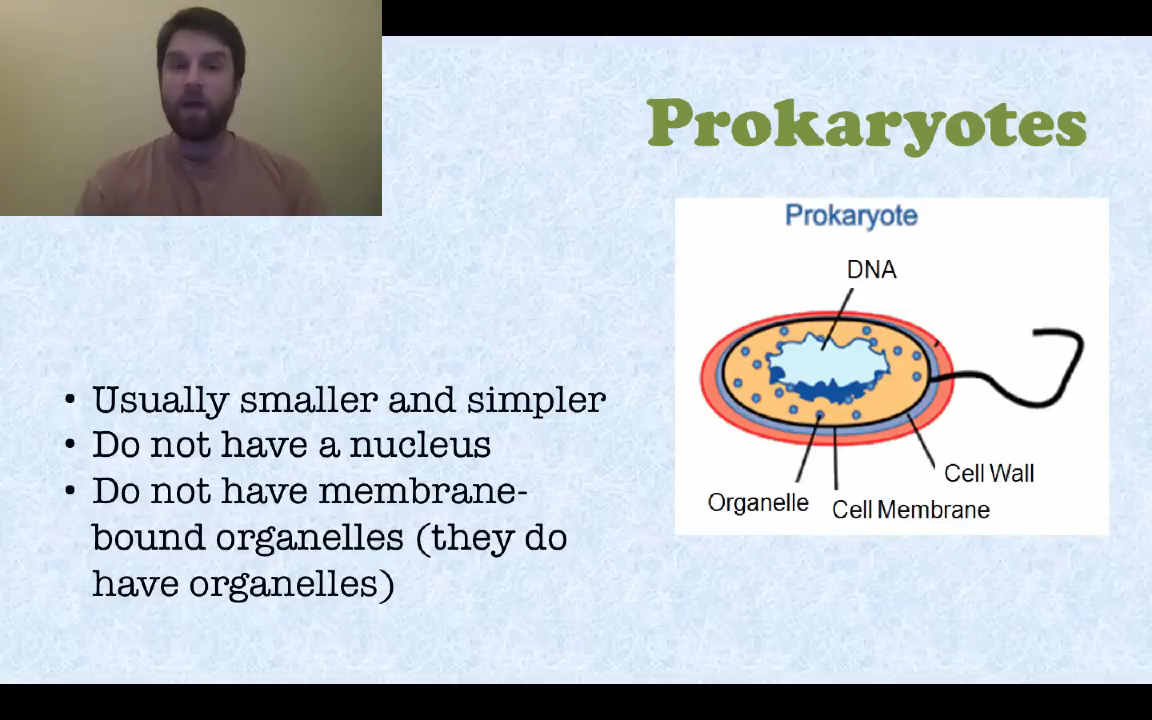 Prokaryotes
Prokaryote
DNA
Cell Wall
Organelle
Cell Membrane
• Usually smaller and simpler
• Do not have a nucleus
• Do not have membrane-
bound organelles (they do
have organelles)